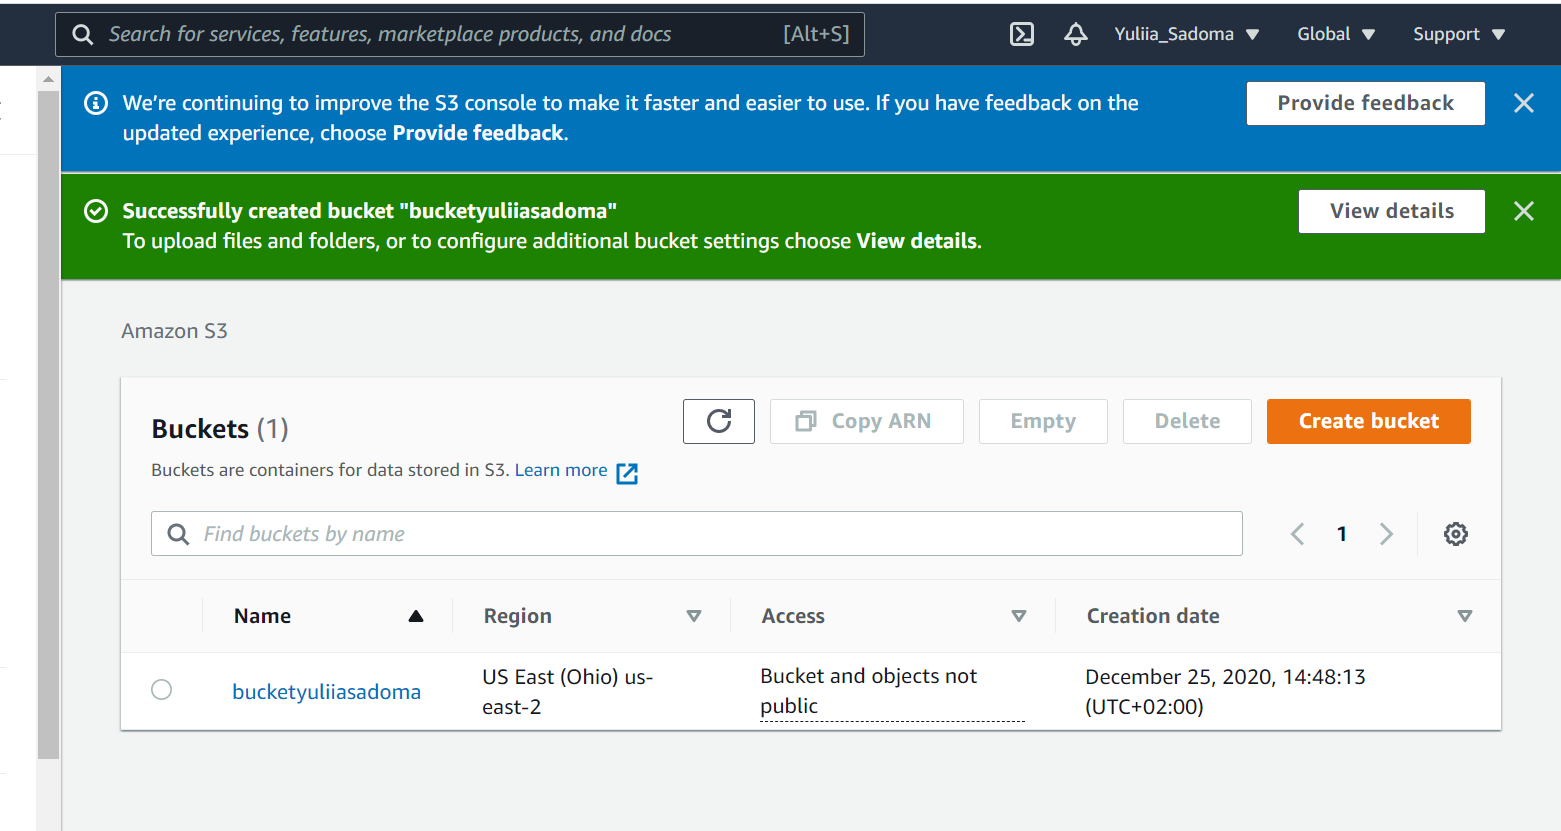 Search for services, features, marketplace products, and docs [Alt+S] Yuliia_Sadoma Global Support
We’re continuing to improve the S3 console to make it faster and easier to use. If you have feedback on the
updated experience, choose Provide feedback.
Provide feedback
Successfully created bucket "bucketyuliiasadoma"
To upload files and folders, or to configure additional bucket settings choose View details.
View details
Amazon S3
Buckets (1)
Copy ARN Empty Delete Create bucket
Buckets are containers for data stored in S3. Learn more
Find buckets by name
1
Name Region Access Creation date
bucketyuliiasadoma
US East (Ohio) us-
east-2
Bucket and objects not
public
December 25, 2020, 14:48:13
(UTC+02:00)